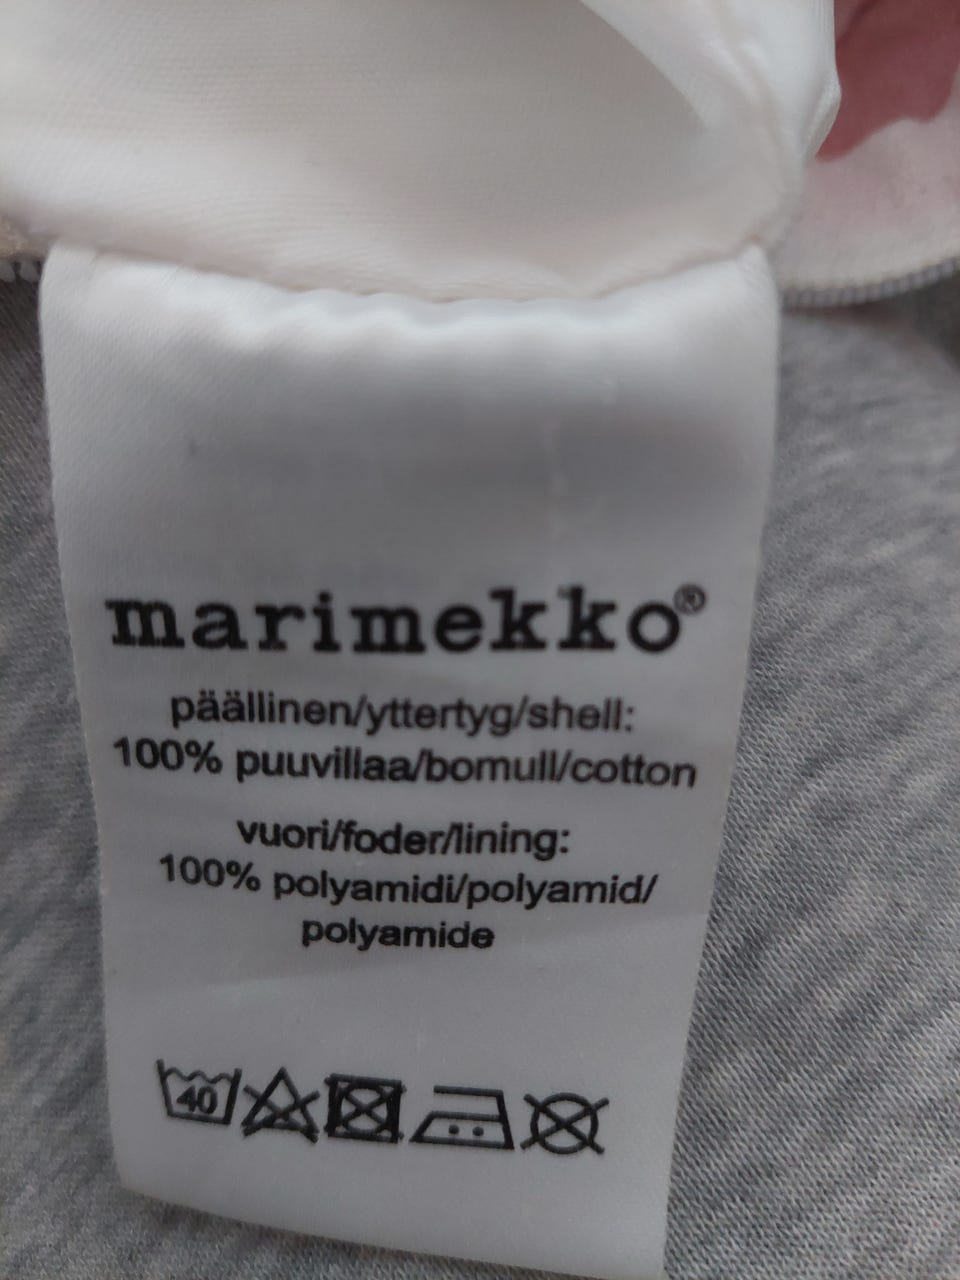 marimekko®
päällinen/yttertyg/shell:
100% puuvillaa/bomull/cotton
vuori/foder/lining:
100% polyamidi/polyamid/
polyamide
40